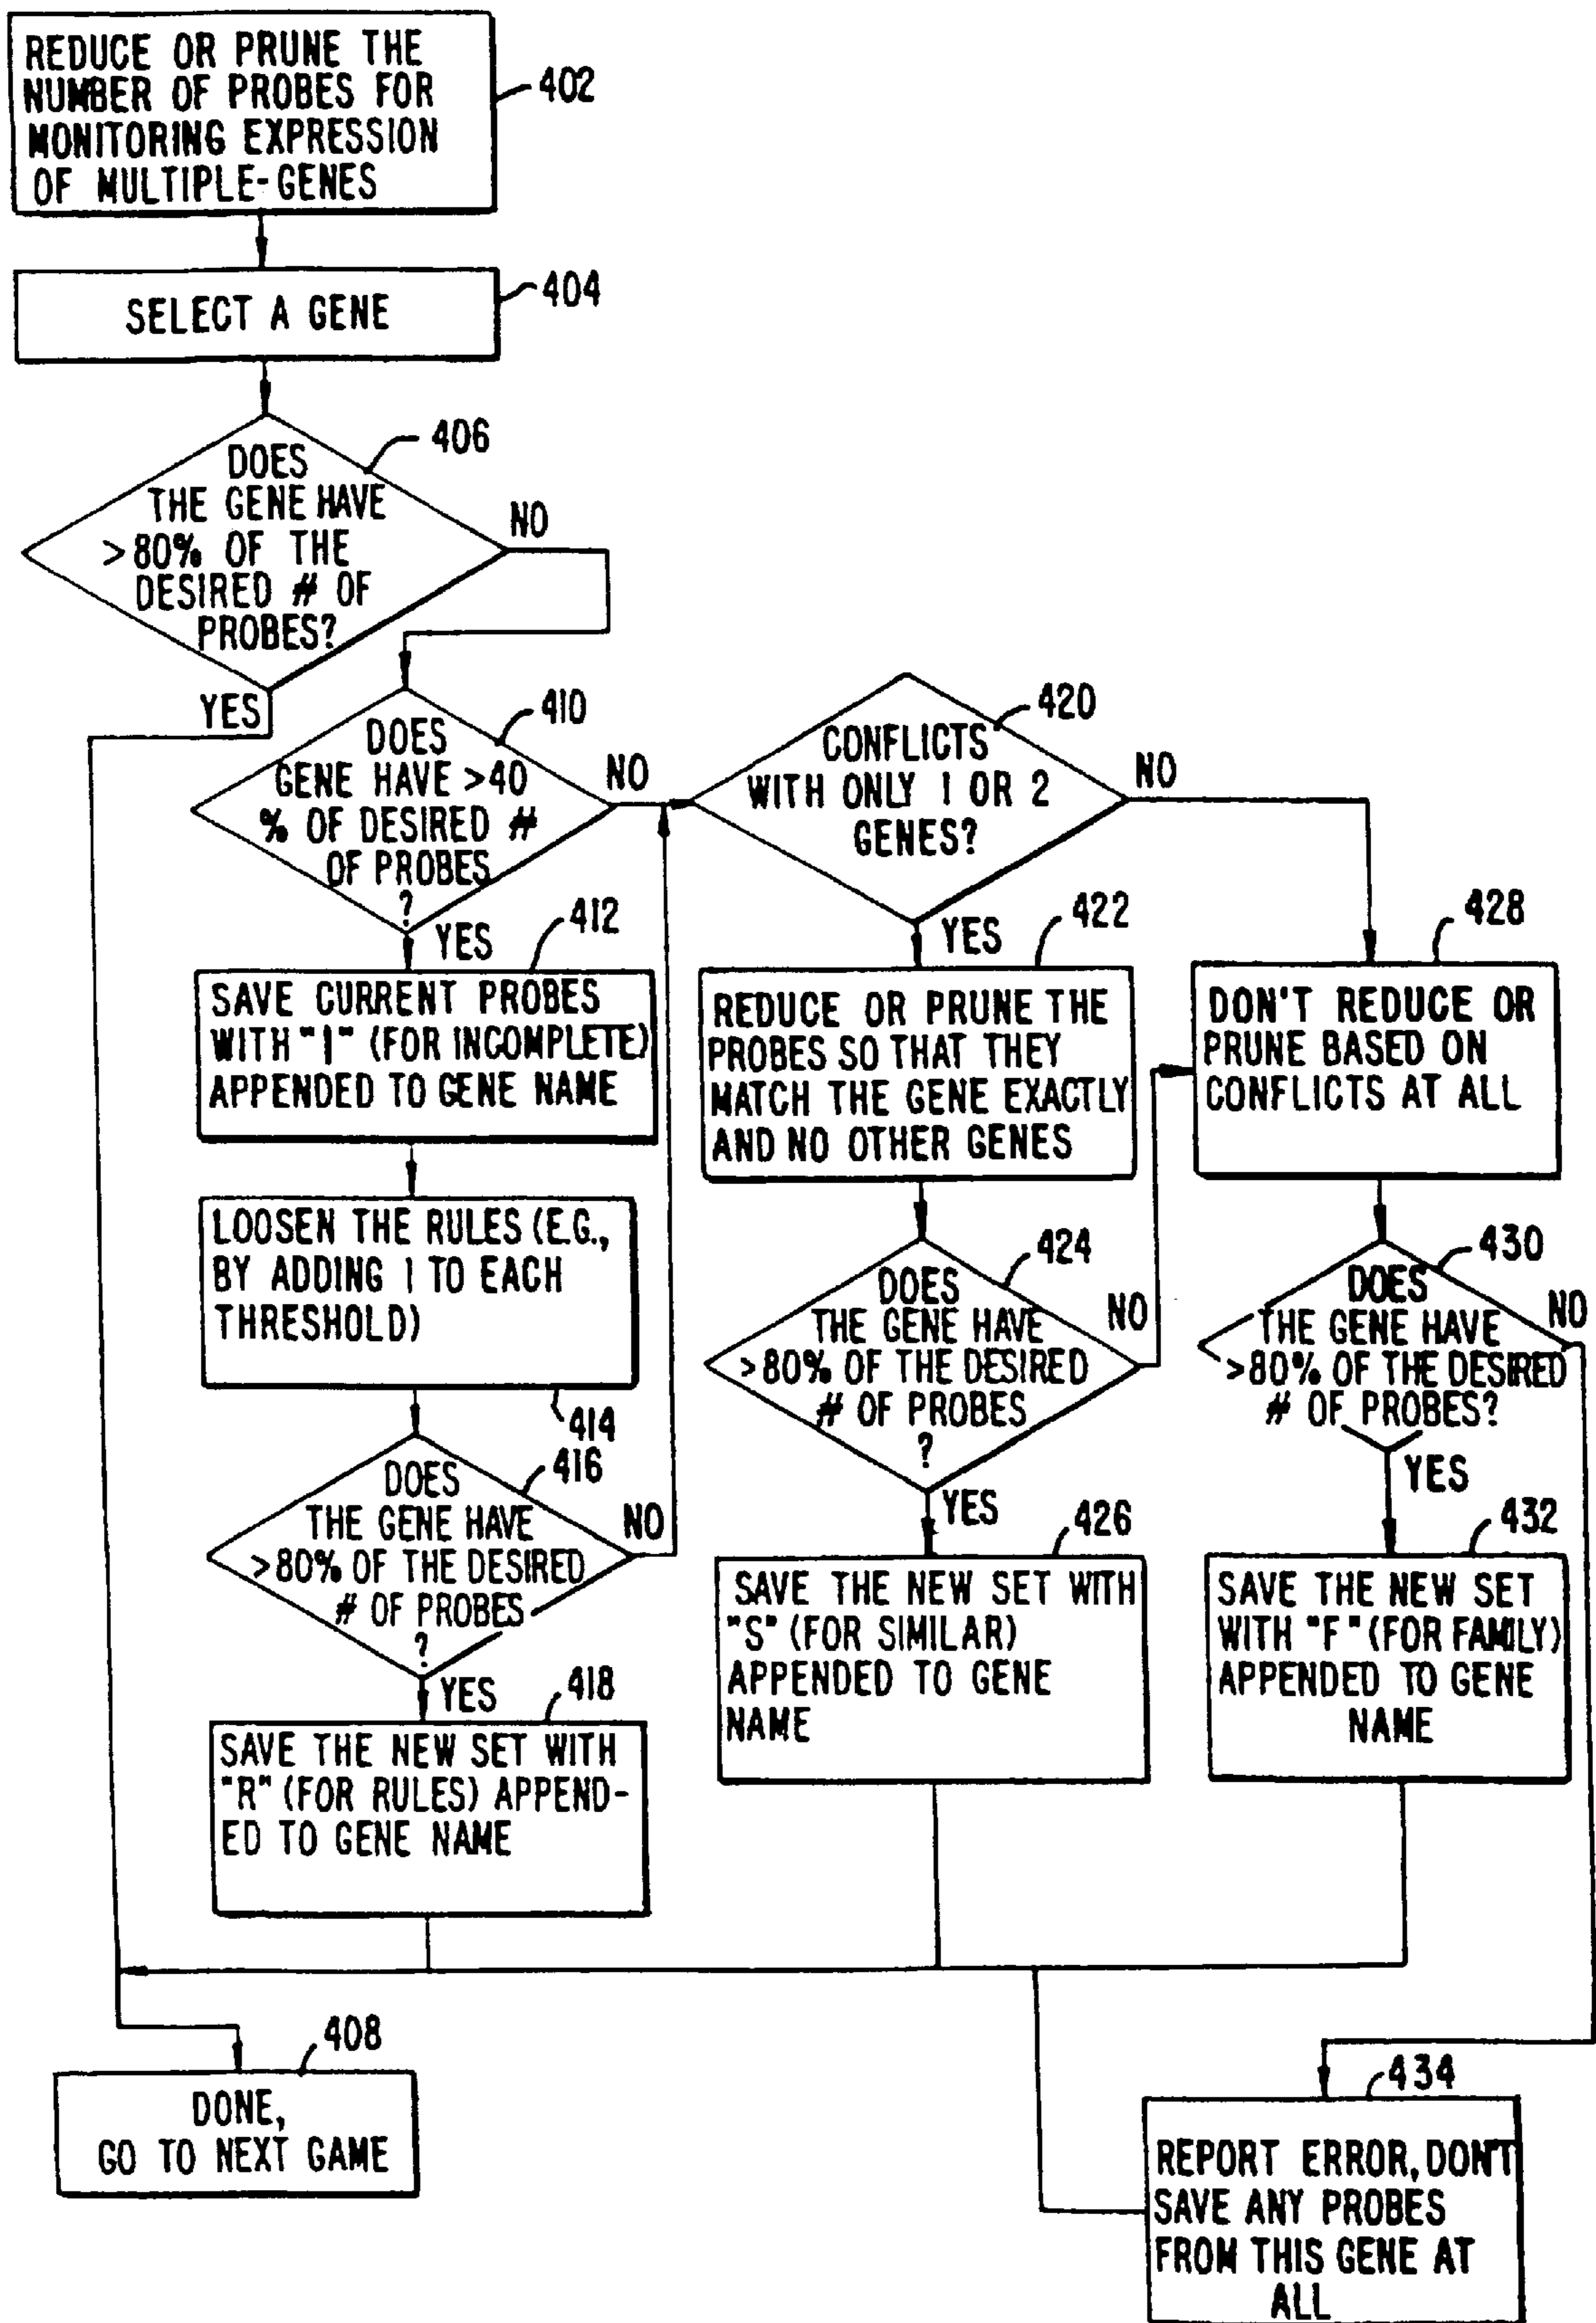 REDUCE OR PRUNE THE
NUMBER OF PROBES FOR
MONITORING EXPRESSION
OF MULTIPLE-GENES
402
SELECT A GENE
404
DOES
THE GENE HAVE
>80% OF THE
DESIRED # OF
PROBES?
406
NO
YES
DOES
GENE HAVE >40
% OF DESIRED #
OF PROBES
?
410
NO
YES
CONFLICTS
WITH ONLY 1 OR 2
GENES?
420
NO
YES
SAVE CURRENT PROBES
WITH "I" (FOR INCOMPLETE)
APPENDED TO GENE NAME
412
REDUCE OR PRUNE THE
PROBES SO THAT THEY
MATCH THE GENE EXACTLY
AND NO OTHER GENES
422
DON'T REDUCE OR
PRUNE BASED ON
CONFLICTS AT ALL
428
LOOSEN THE RULES (E.G.,
BY ADDING 1 TO EACH
THRESHOLD)
414
DOES
THE GENE HAVE
>80% OF THE DESIRED
# OF PROBES
?
424
NO
YES
DOES
THE GENE HAVE
>80% OF THE DESIRED
# OF PROBES?
430
NO
YES
DOES
THE GENE HAVE
>80% OF THE DESIRED
# OF PROBES
?
416
NO
YES
SAVE THE NEW SET WITH
"R" (FOR RULES) APPEND-
ED TO GENE NAME
418
SAVE THE NEW SET WITH
"S" (FOR SIMILAR)
APPENDED TO GENE
NAME
426
SAVE THE NEW SET
WITH "F" (FOR FAMILY)
APPENDED TO GENE
NAME
432
DONE,
GO TO NEXT GAME
408
REPORT ERROR, DON'T
SAVE ANY PROBES
FROM THIS GENE AT
ALL
434